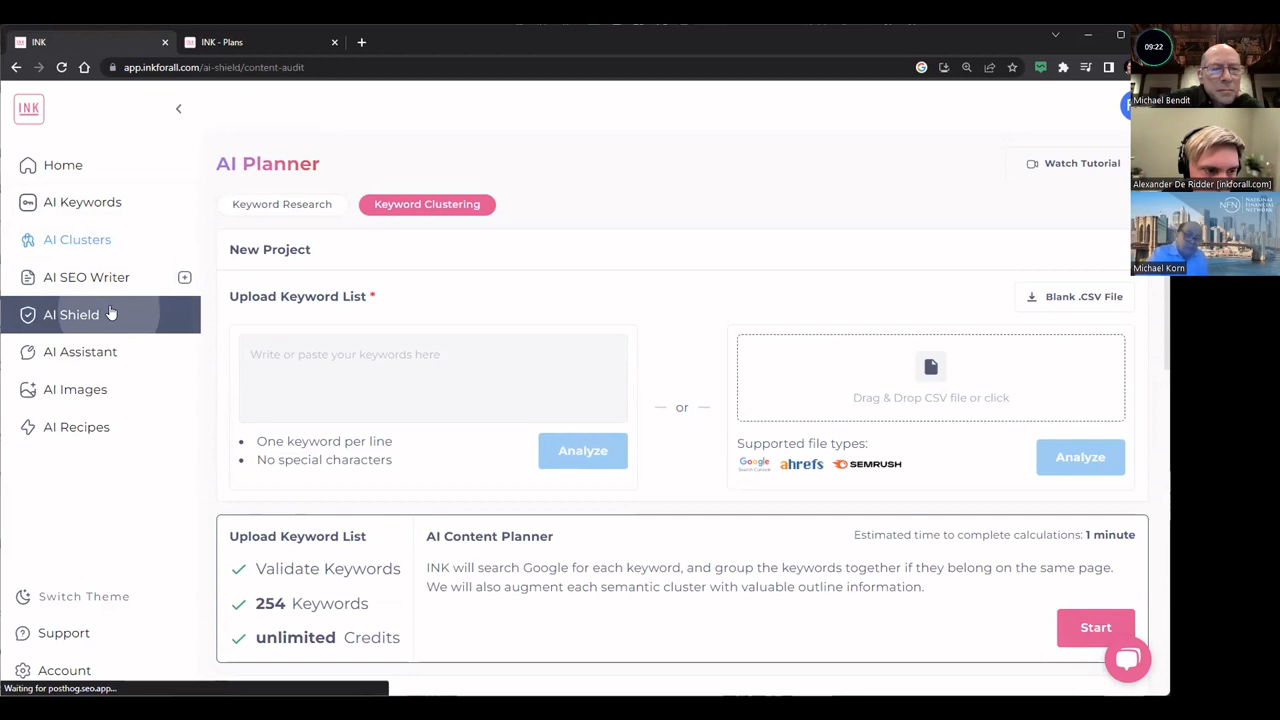 INK
INK - Plans
app.inkforall.com/ai-shield/content-audit
09:22
Michael Bendit
Alexander De Ridder [inkforall.com]
NFN NATIONAL FINANCIAL NETWORK
Michael Korn
INK
Home
AI Keywords
AI Clusters
AI SEO Writer
AI Shield
AI Assistant
AI Images
AI Recipes
Switch Theme
Support
Account
Waiting for posthog.seo.app...
AI Planner
Watch Tutorial
Keyword Research
Keyword Clustering
New Project
Upload Keyword List *
Blank .CSV File
Write or paste your keywords here
• One keyword per line
• No special characters
Analyze
— or —
Drag & Drop CSV file or click
Supported file types:
Google Search Console ahrefs SEMRUSH
Analyze
Upload Keyword List
Validate Keywords
254 Keywords
unlimited Credits
AI Content Planner
Estimated time to complete calculations: 1 minute
INK will search Google for each keyword, and group the keywords together if they belong on the same page.
We will also augment each semantic cluster with valuable outline information.
Start